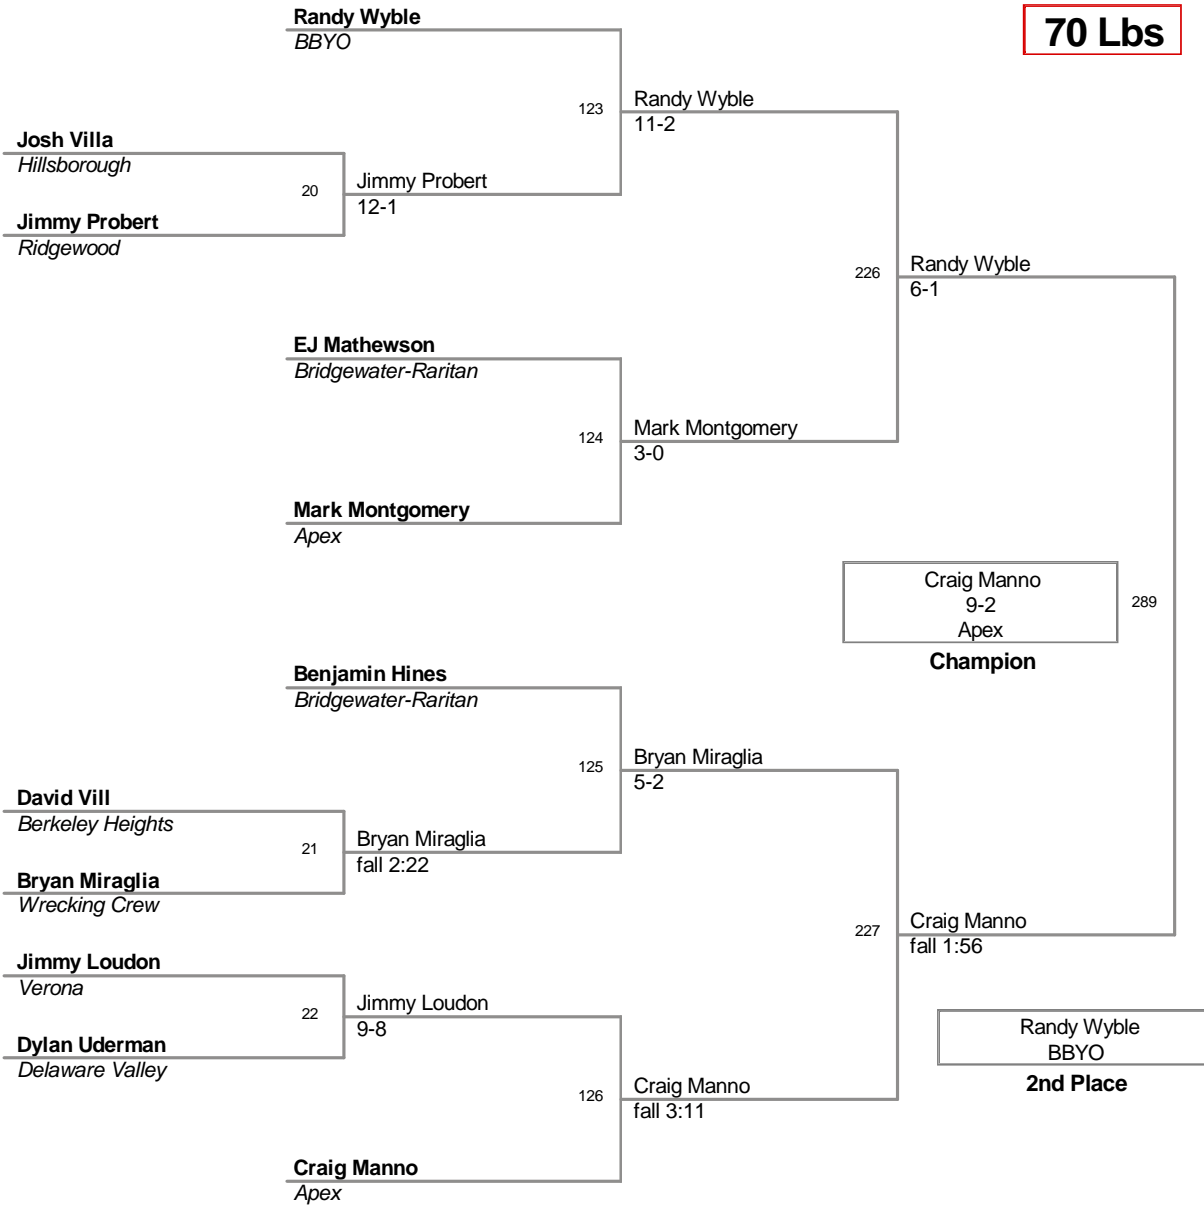 Randy Wyble
BBYO
70 Lbs
123
Randy Wyble
11-2
Josh Villa
Hillsborough
20
Jimmy Probert
12-1
Jimmy Probert
Ridgewood
226
Randy Wyble
6-1
EJ Mathewson
Bridgewater-Raritan
124
Mark Montgomery
3-0
Mark Montgomery
Apex
Craig Manno
9-2
Apex
289
Champion
Benjamin Hines
Bridgewater-Raritan
125
Bryan Miraglia
5-2
David Vill
Berkeley Heights
21
Bryan Miraglia
fall 2:22
Bryan Miraglia
Wrecking Crew
227
Craig Manno
fall 1:56
Jimmy Loudon
Verona
22
Jimmy Loudon
9-8
Dylan Uderman
Delaware Valley
Randy Wyble
BBYO
2nd Place
126
Craig Manno
fall 3:11
Craig Manno
Apex